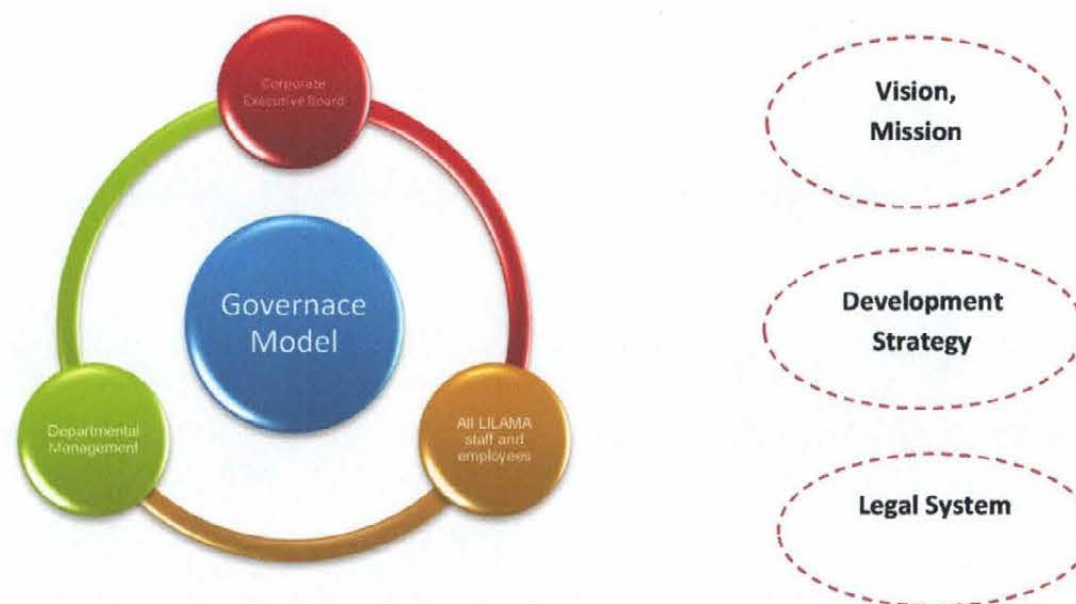 Corporate
Executive Board
Governace
Model
Departmental
Management
All LILAMA
staff and
employees
Vision,
Mission
Development
Strategy
Legal System